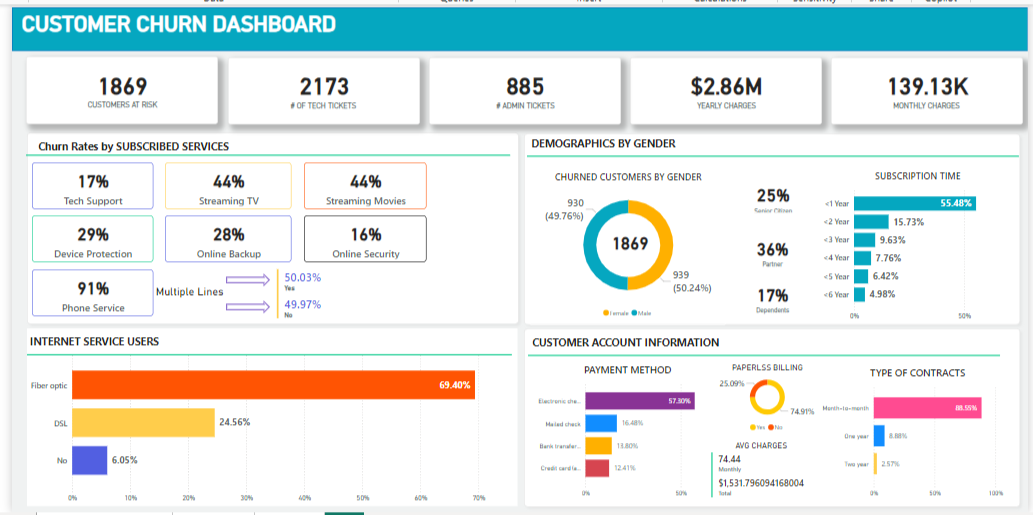 CUSTOMER CHURN DASHBOARD
1869
CUSTOMERS AT RISK
2173
# OF TECH TICKETS
885
# ADMIN TICKETS
$2.86M
YEARLY CHARGES
139.13K
MONTHLY CHARGES
Churn Rates by SUBSCRIBED SERVICES
17%
Tech Support
44%
Streaming TV
44%
Streaming Movies
29%
Device Protection
28%
Online Backup
16%
Online Security
91%
Phone Service
Multiple Lines
50.03%
Yes
49.97%
No
DEMOGRAPHICS BY GENDER
CHURNED CUSTOMERS BY GENDER
930
(49.76%)
1869
939
(50.24%)
Female Male
25%
Senior Citizen
36%
Partner
17%
Dependents
SUBSCRIPTION TIME
<1 Year 55.48%
<2 Year 15.73%
<3 Year 9.63%
<4 Year 7.76%
<5 Year 6.42%
<6 Year 4.98%
0% 50%
INTERNET SERVICE USERS
Fiber optic 69.40%
DSL 24.56%
No 6.05%
0% 10% 20% 30% 40% 50% 60% 70%
CUSTOMER ACCOUNT INFORMATION
PAYMENT METHOD
Electronic che... 57.30%
Mailed check 16.48%
Bank transfer... 13.80%
Credit card (a... 12.41%
0% 50%
PAPERLSS BILLING
25.09%
74.91%
Yes No
AVG CHARGES
74.44
Monthly
$1,531.796094168004
Total
TYPE OF CONTRACTS
Month-to-month 88.55%
One year 8.88%
Two year 2.57%
0% 50% 100%